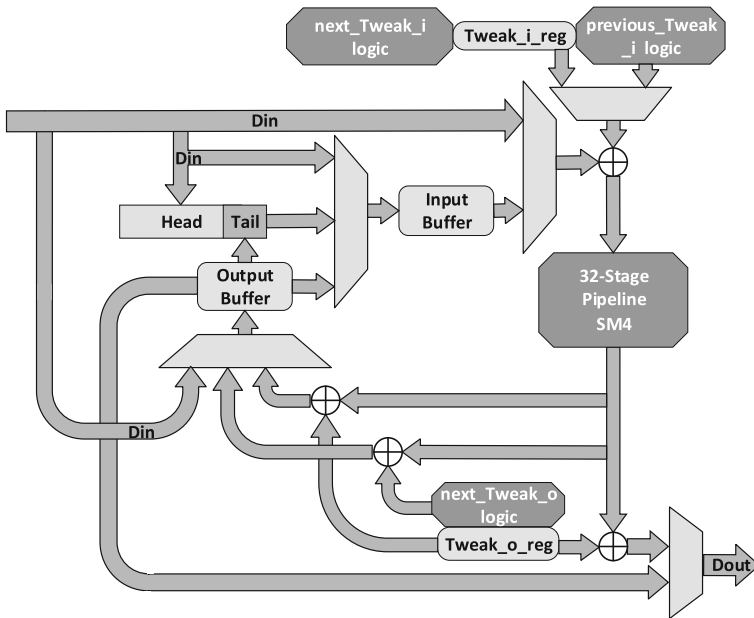 next_Tweak_i
logic
Tweak_i_reg
previous_Tweak
_i logic
Din
Din
Head
Tail
Input
Buffer
Output
Buffer
32-Stage
Pipeline
SM4
Din
next_Tweak_o
logic
Tweak_o_reg
Dout